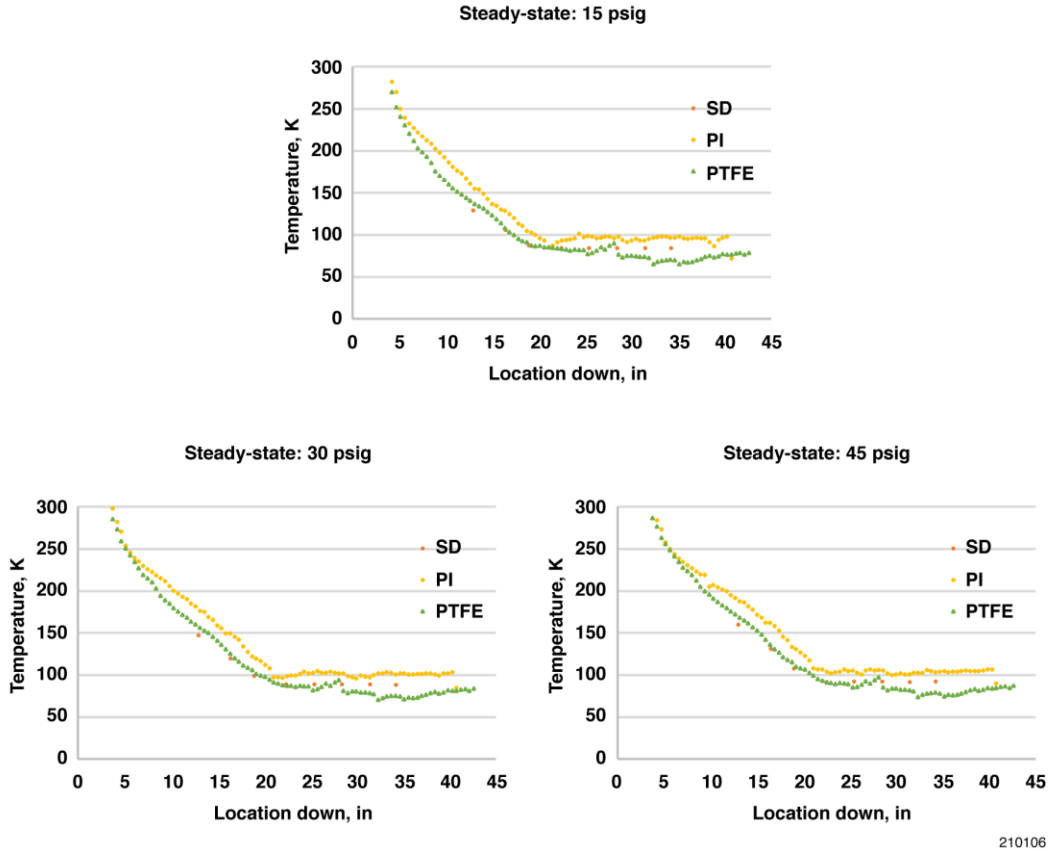 Steady-state: 15 psig
300
250
200
150
100
50
0
Temperature, K
SD
PI
PTFE
0 5 10 15 20 25 30 35 40 45
Location down, in
Steady-state: 30 psig
300
250
200
150
100
50
0
Temperature, K
SD
PI
PTFE
0 5 10 15 20 25 30 35 40 45
Location down, in
Steady-state: 45 psig
300
250
200
150
100
50
0
Temperature, K
SD
PI
PTFE
0 5 10 15 20 25 30 35 40 45
Location down, in
210106